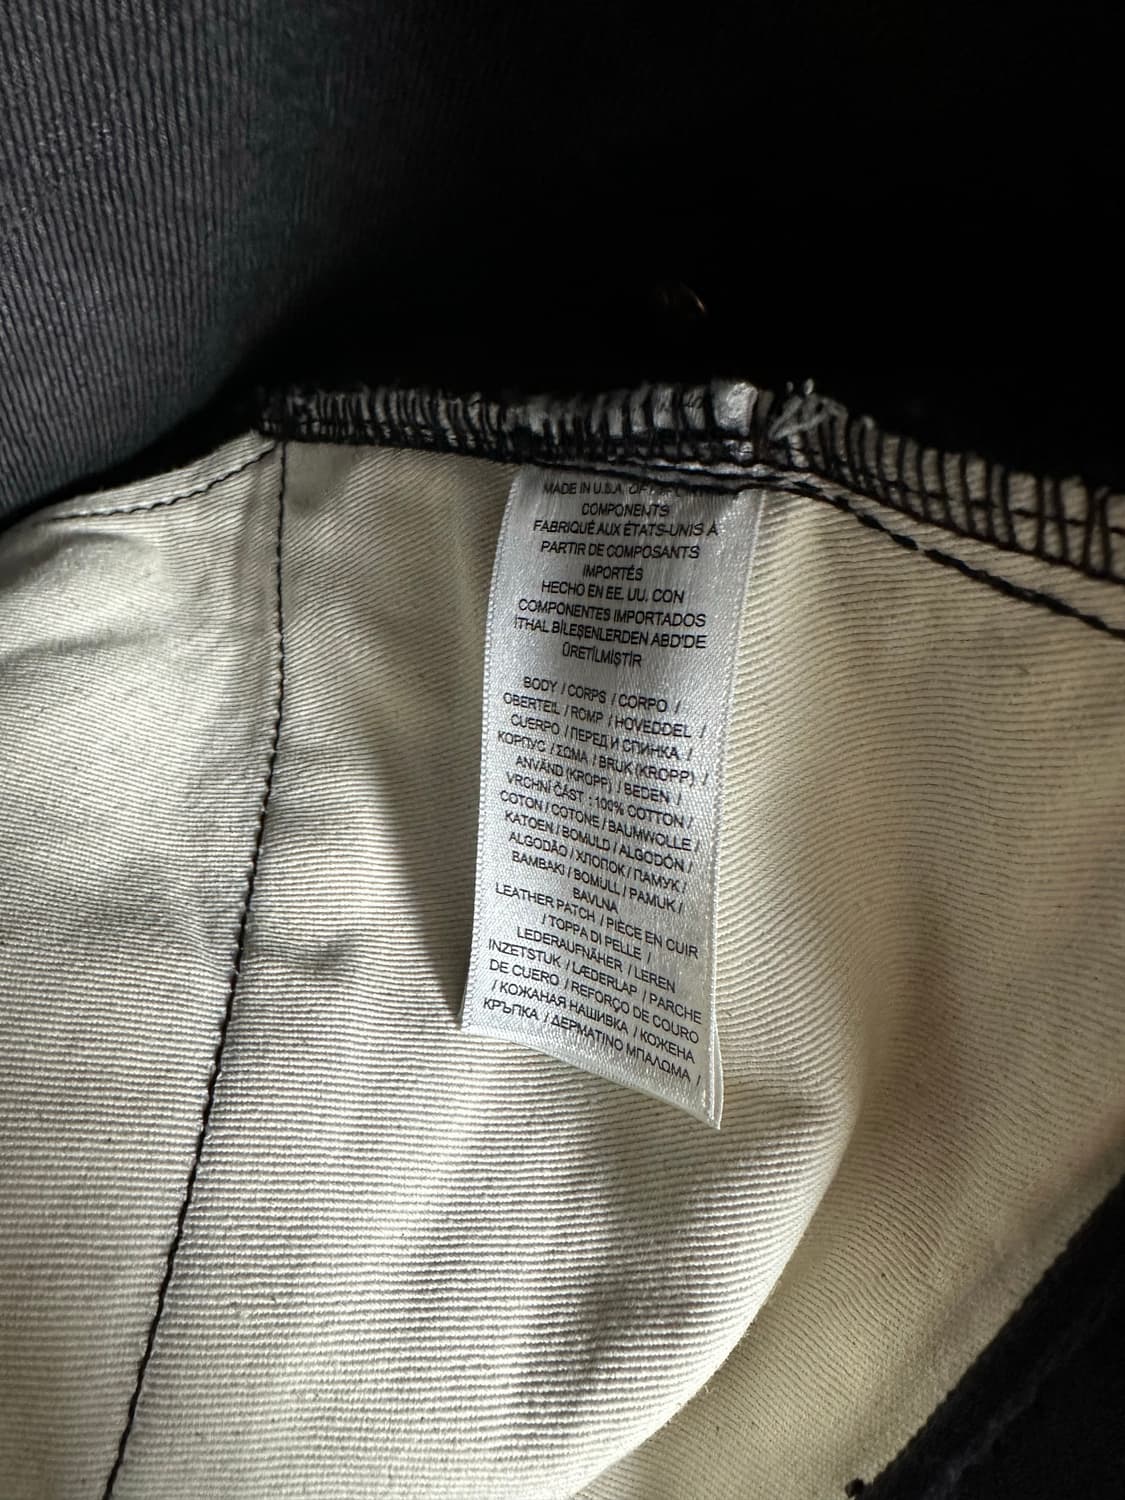 MADE IN U.S.A. OF IMPORTED
COMPONENTS
FABRIQUÉ AUX ÉTATS-UNIS À
PARTIR DE COMPOSANTS
IMPORTÉS
HECHO EN EE. UU. CON
COMPONENTES IMPORTADOS
İTHAL BİLEŞENLERDEN ABD'DE
ÜRETİLMİŞTİR
BODY / CORPS / CORPO /
OBERTEIL / ROMP / HOVEDDEL /
CUERPO / ПЕРЕД И СПИНКА /
КОРПУС / ΣΩΜΑ / BRUK (KROPP) /
ANVÄND (KROPP) / BEDEN /
VRCHNÍ ČÁST : 100% COTTON /
COTON / COTONE / BAUMWOLLE /
KATOEN / BOMULD / ALGODÓN /
ALGODÃO / ХЛОПОК / ПАМУК /
BAMBAKI / BOMULL / PAMUK /
BAVLNA
LEATHER PATCH / PIÈCE EN CUIR
/ TOPPA DI PELLE /
LEDERAUFNÄHER / LEREN
INZETSTUK / LÆDERLAP / PARCHE
DE CUERO / REFORÇO DE COURO
/ КОЖАНАЯ НАШИВКА / КОЖЕНА
КРЪПКА / ΔΕΡΜΑΤΙΝΟ ΜΠΑΛΩΜΑ /